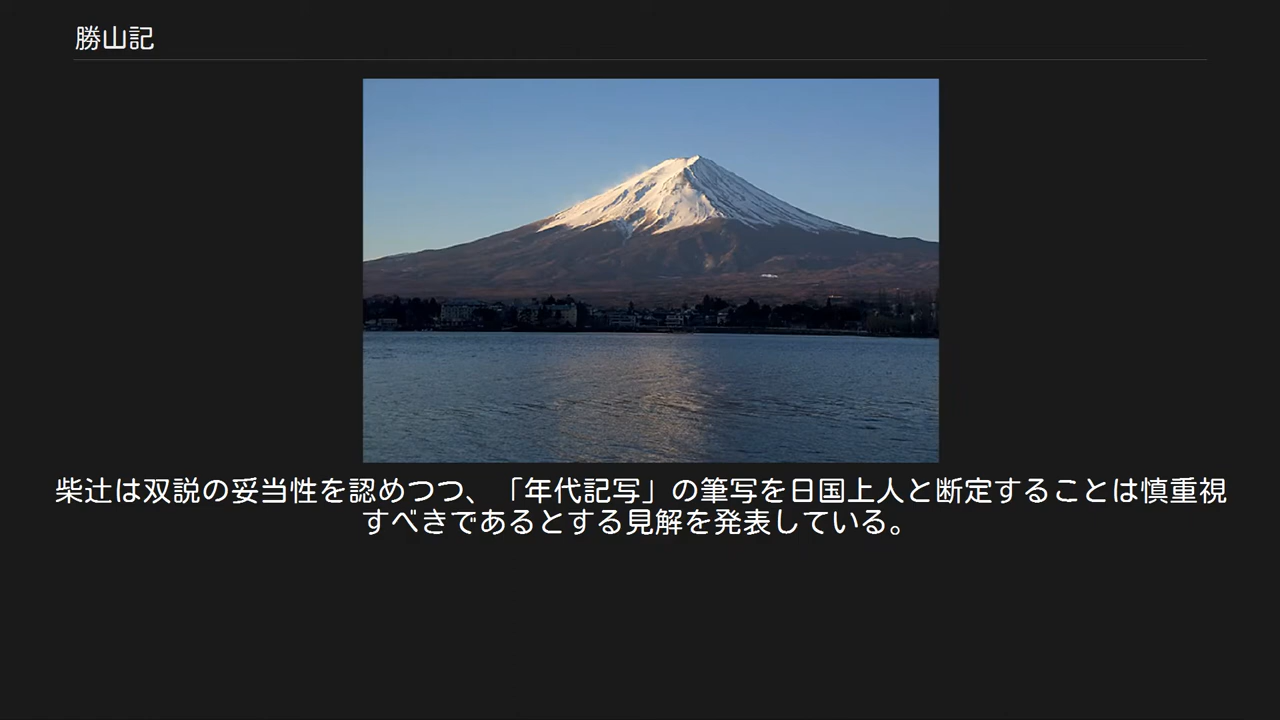 勝山記
柴辻は双説の妥当性を認めつつ、「年代記写」の筆写を日国上人と断定することは慎重視
すべきであるとする見解を発表している。